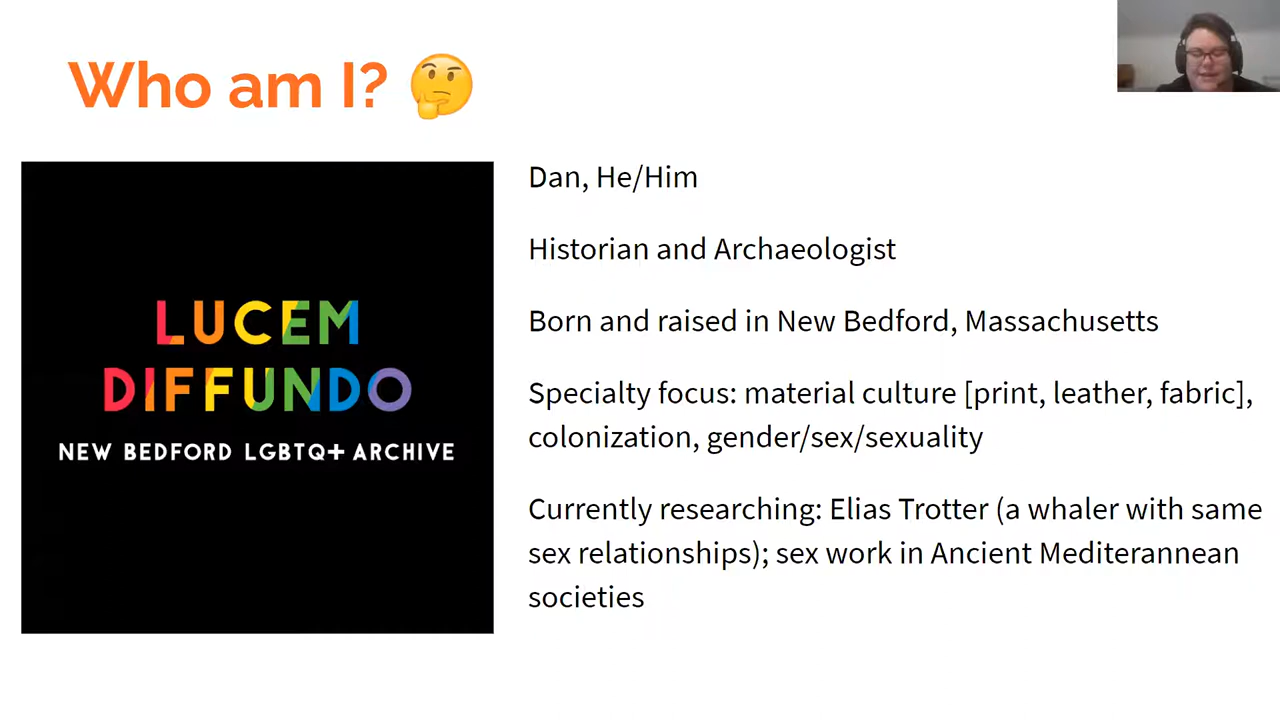 Who am I? 🤔
LUCEM
DIFFUNDO
NEW BEDFORD LGBTQ+ ARCHIVE
Dan, He/Him
Historian and Archaeologist
Born and raised in New Bedford, Massachusetts
Specialty focus: material culture [print, leather, fabric],
colonization, gender/sex/sexuality
Currently researching: Elias Trotter (a whaler with same
sex relationships); sex work in Ancient Mediterannean
societies